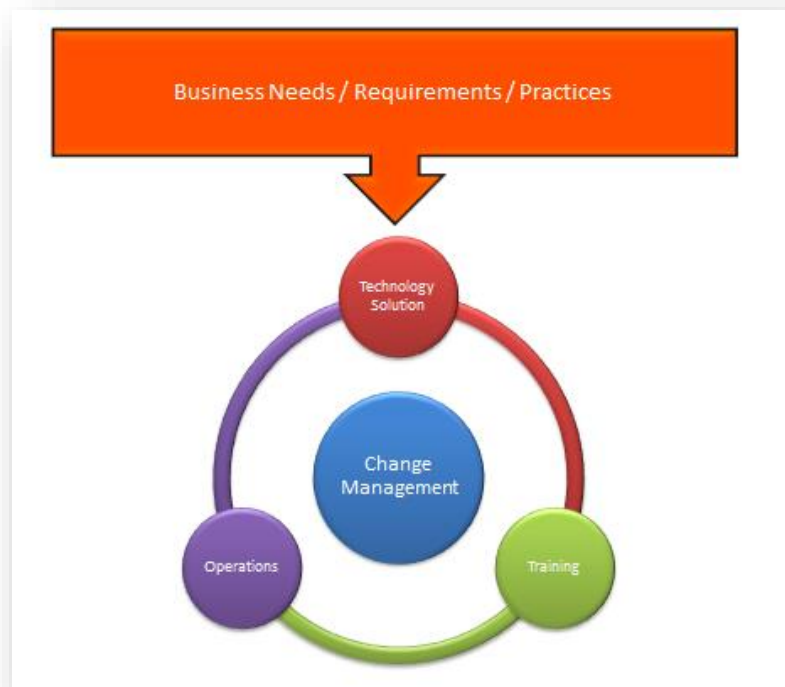 Business Needs / Requirements / Practices
Technology
Solution
Change
Management
Operations
Training